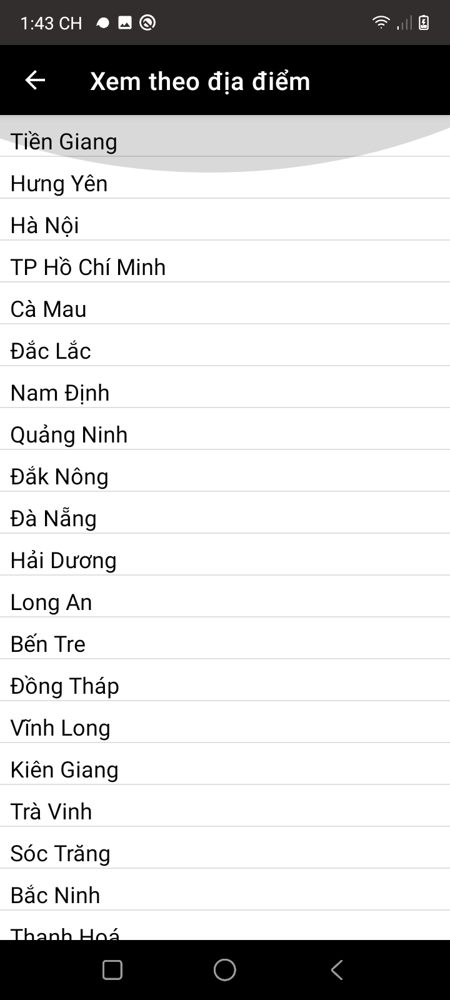 1:43 CH
Xem theo địa điểm
Tiền Giang
Hưng Yên
Hà Nội
TP Hồ Chí Minh
Cà Mau
Đắc Lắc
Nam Định
Quảng Ninh
Đắk Nông
Đà Nẵng
Hải Dương
Long An
Bến Tre
Đồng Tháp
Vĩnh Long
Kiên Giang
Trà Vinh
Sóc Trăng
Bắc Ninh
Thanh Hoá